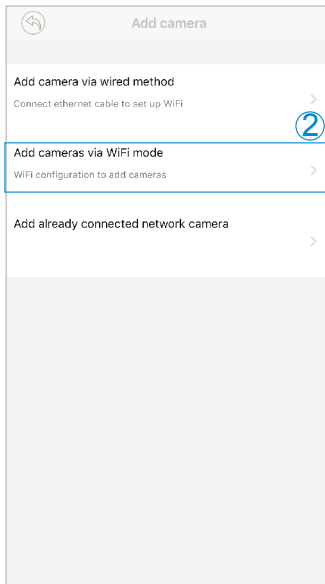 Add camera
Add camera via wired method
Connect ethernet cable to set up WiFi
2
Add cameras via WiFi mode
WiFi configuration to add cameras
Add already connected network camera